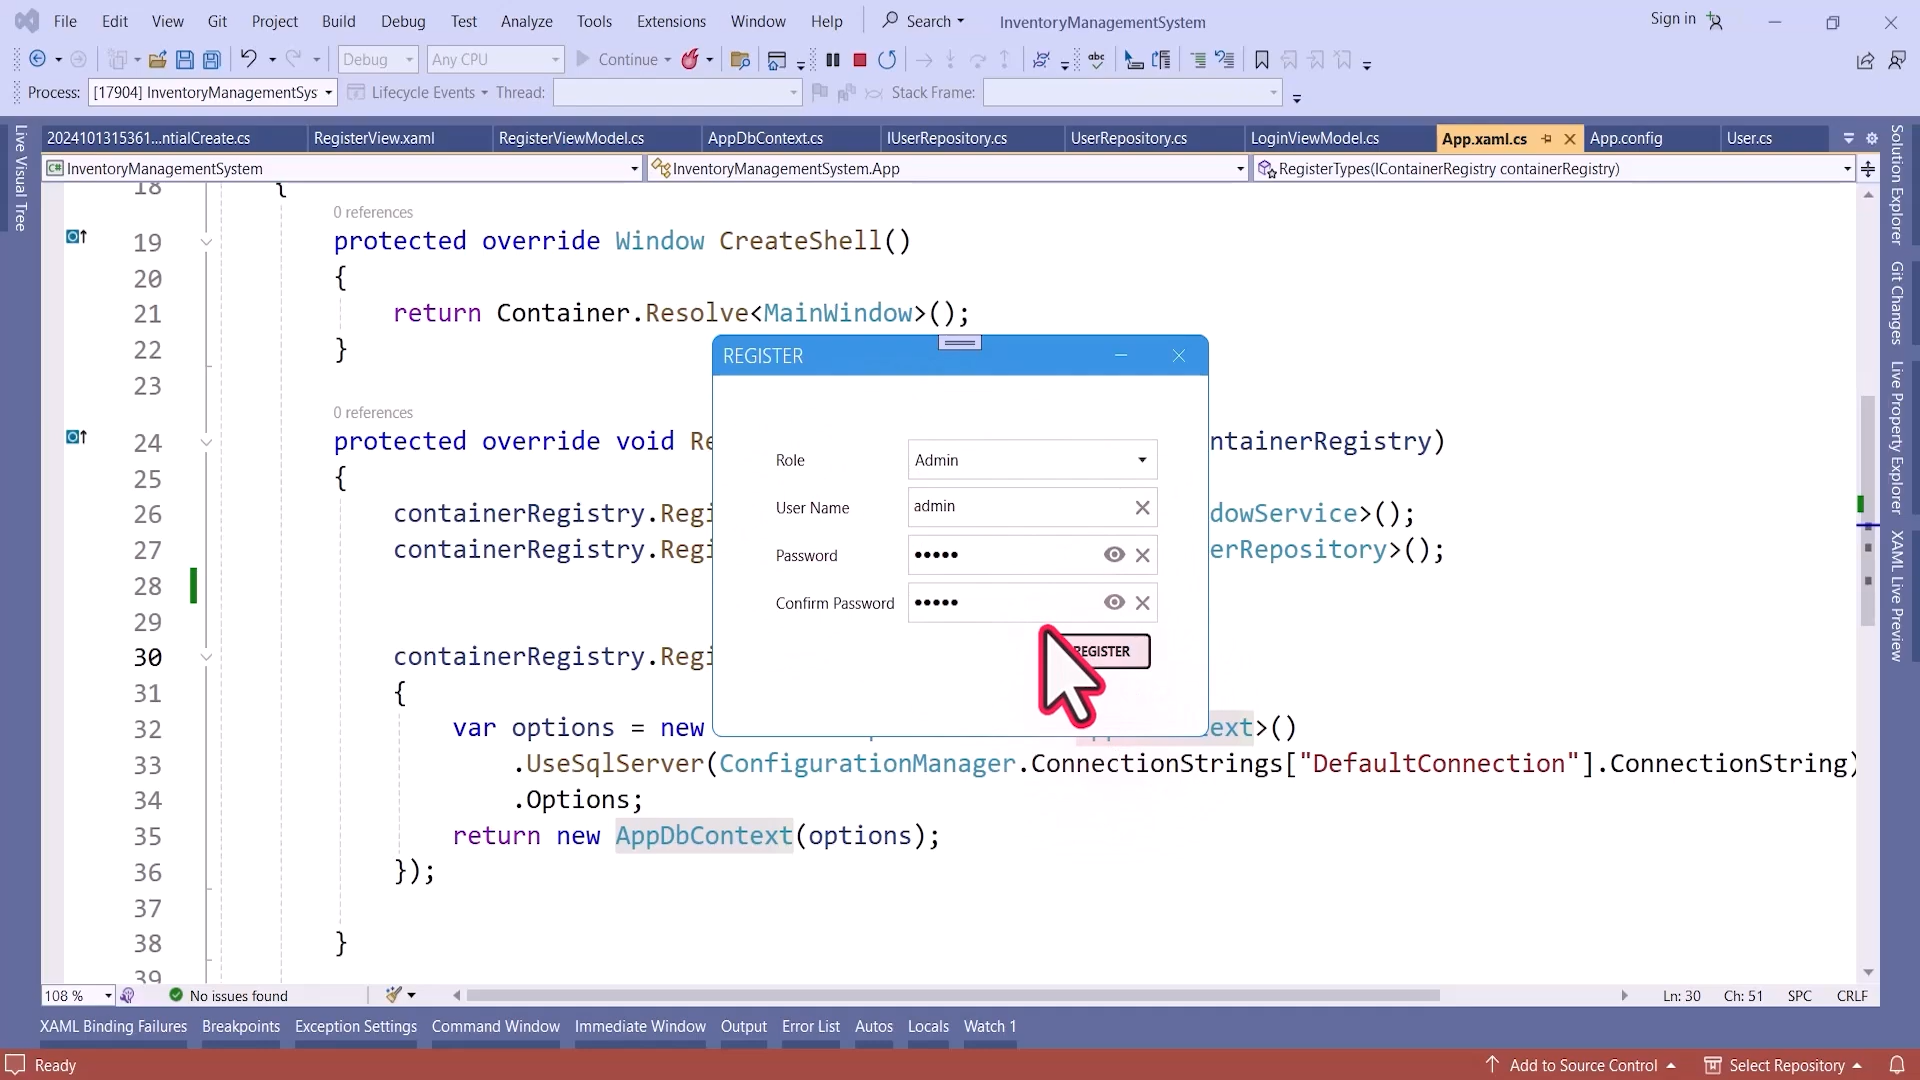 File Edit View Git Project Build Debug Test Analyze Tools Extensions Window Help Search InventoryManagementSystem Sign in
Debug Any CPU Continue
Process: [17904] InventoryManagementSys Lifecycle Events Thread: Stack Frame:
2024101315361...ntialCreate.cs RegisterView.xaml RegisterViewModel.cs AppDbContext.cs IUserRepository.cs UserRepository.cs LoginViewModel.cs App.xaml.cs App.config User.cs
InventoryManagementSystem InventoryManagementSystem.App RegisterTypes(IContainerRegistry containerRegistry)
Live Visual Tree
18 {
0 references
19 protected override Window CreateShell()
20 {
21 return Container.Resolve<MainWindow>();
22 }
23
0 references
24 protected override void Re ntainerRegistry)
25 {
26 containerRegistry.Regi dowService>();
27 containerRegistry.Regi erRepository>();
28
29
30 containerRegistry.Regi
31 {
32 var options = new ext>()
33 .UseSqlServer(ConfigurationManager.ConnectionStrings["DefaultConnection"].ConnectionString)
34 .Options;
35 return new AppDbContext(options);
36 });
37
38 }
39
REGISTER
Role Admin
User Name admin
Password •••••
Confirm Password •••••
REGISTER
Solution Explorer
Git Changes
Live Property Explorer
XAML Live Preview
108 % No issues found Ln: 30 Ch: 51 SPC CRLF
XAML Binding Failures Breakpoints Exception Settings Command Window Immediate Window Output Error List Autos Locals Watch 1
Ready Add to Source Control Select Repository